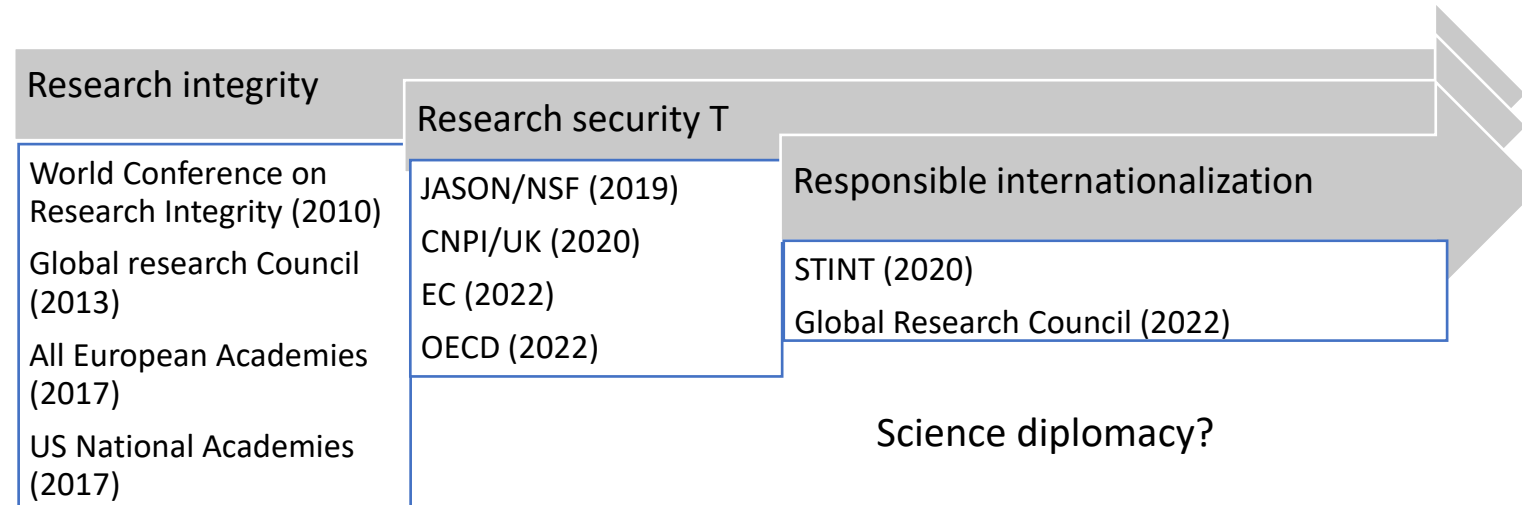 Research integrity
World Conference on
Research Integrity (2010)
Global research Council
(2013)
All European Academies
(2017)
US National Academies
(2017)
Research security T
JASON/NSF (2019)
CNPI/UK (2020)
EC (2022)
OECD (2022)
Responsible internationalization
STINT (2020)
Global Research Council (2022)
Science diplomacy?